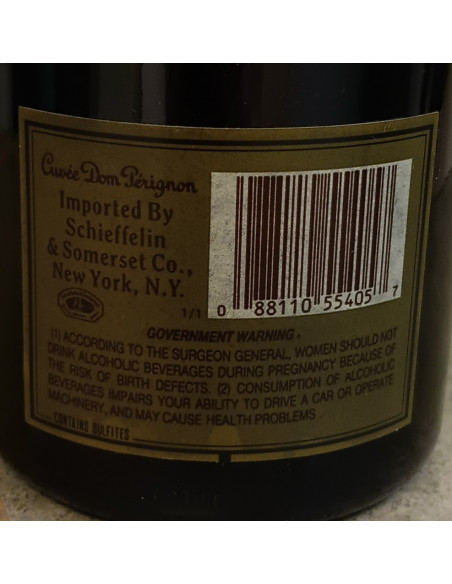 Cuvée Dom Pérignon
Imported By
Schieffelin
& Somerset Co.,
New York, N.Y.
1/1
0 88110 55405 7
GOVERNMENT WARNING:
(1) ACCORDING TO THE SURGEON GENERAL, WOMEN SHOULD NOT
DRINK ALCOHOLIC BEVERAGES DURING PREGNANCY BECAUSE OF
THE RISK OF BIRTH DEFECTS. (2) CONSUMPTION OF ALCOHOLIC
BEVERAGES IMPAIRS YOUR ABILITY TO DRIVE A CAR OR OPERATE
MACHINERY, AND MAY CAUSE HEALTH PROBLEMS.
CONTAINS SULFITES